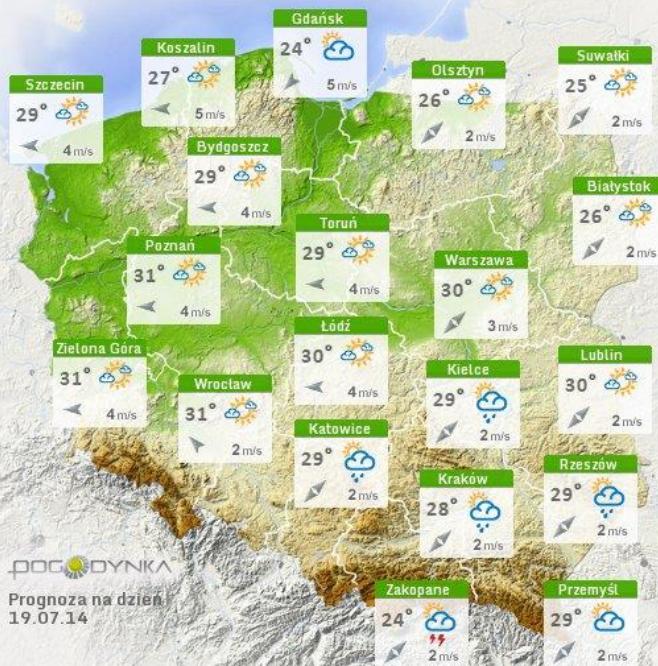 Gdańsk
24°
5 m/s
Koszalin
27°
5 m/s
Szczecin
29°
4 m/s
Olsztyn
26°
2 m/s
Suwałki
25°
2 m/s
Bydgoszcz
29°
4 m/s
Białystok
26°
2 m/s
Toruń
29°
4 m/s
Poznań
31°
4 m/s
Warszawa
30°
3 m/s
Łódź
30°
4 m/s
Zielona Góra
31°
4 m/s
Wrocław
31°
2 m/s
Kielce
29°
2 m/s
Lublin
30°
2 m/s
Katowice
29°
2 m/s
Kraków
28°
2 m/s
Rzeszów
29°
2 m/s
POGODYNKA
Prognoza na dzień
19.07.14
Zakopane
24°
2 m/s
Przemyśl
29°
2 m/s